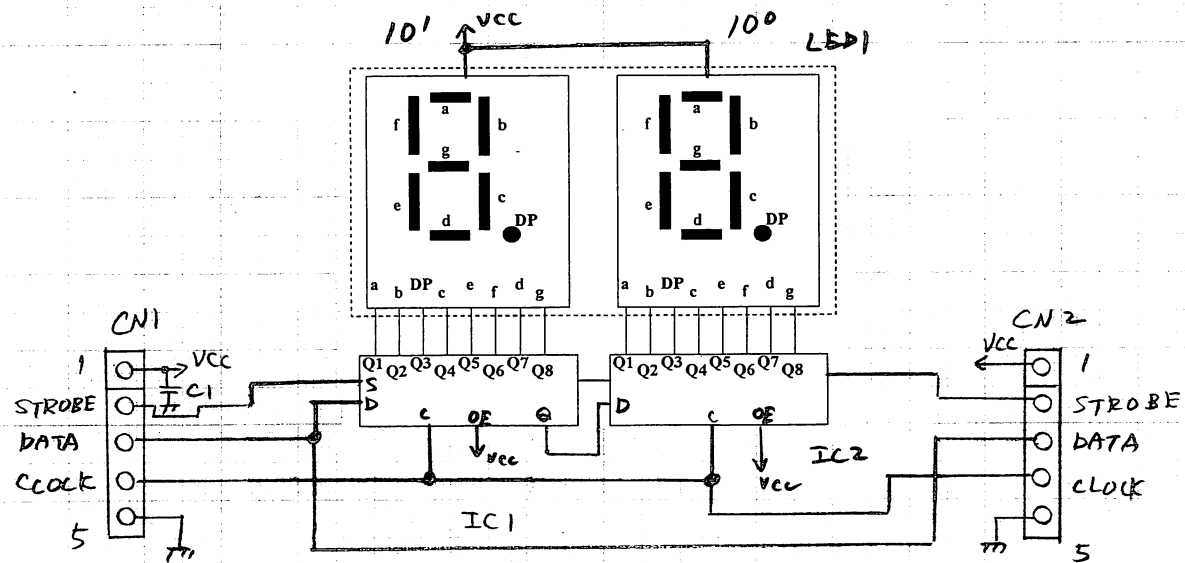 10¹ VCC 10⁰
LED1
a a
f b f b
g g
e c e c
d DP d DP
a b DP c e f d g a b DP c e f d g
CN1 CN2
1 VCC Q1 Q2 Q3 Q4 Q5 Q6 Q7 Q8 Q1 Q2 Q3 Q4 Q5 Q6 Q7 Q8 VCC 1
C1 S
STROBE D C OE Q D C OE STROBE
DATA VCC IC2 DATA
CLOCK VCC CLOCK
IC1
5 5